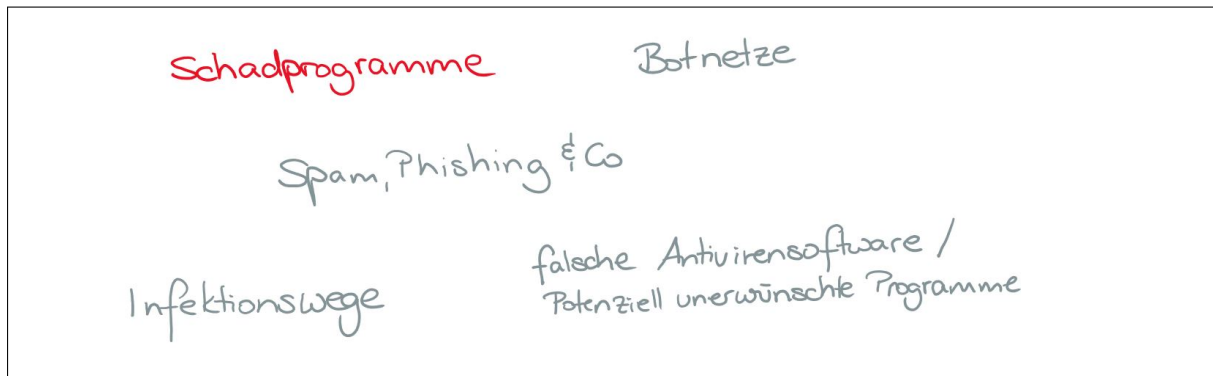 Schadprogramme
Botnetze
Spam, Phishing & Co
falsche Antivirensoftware /
Potenziell unerwünschte Programme
Infektionswege